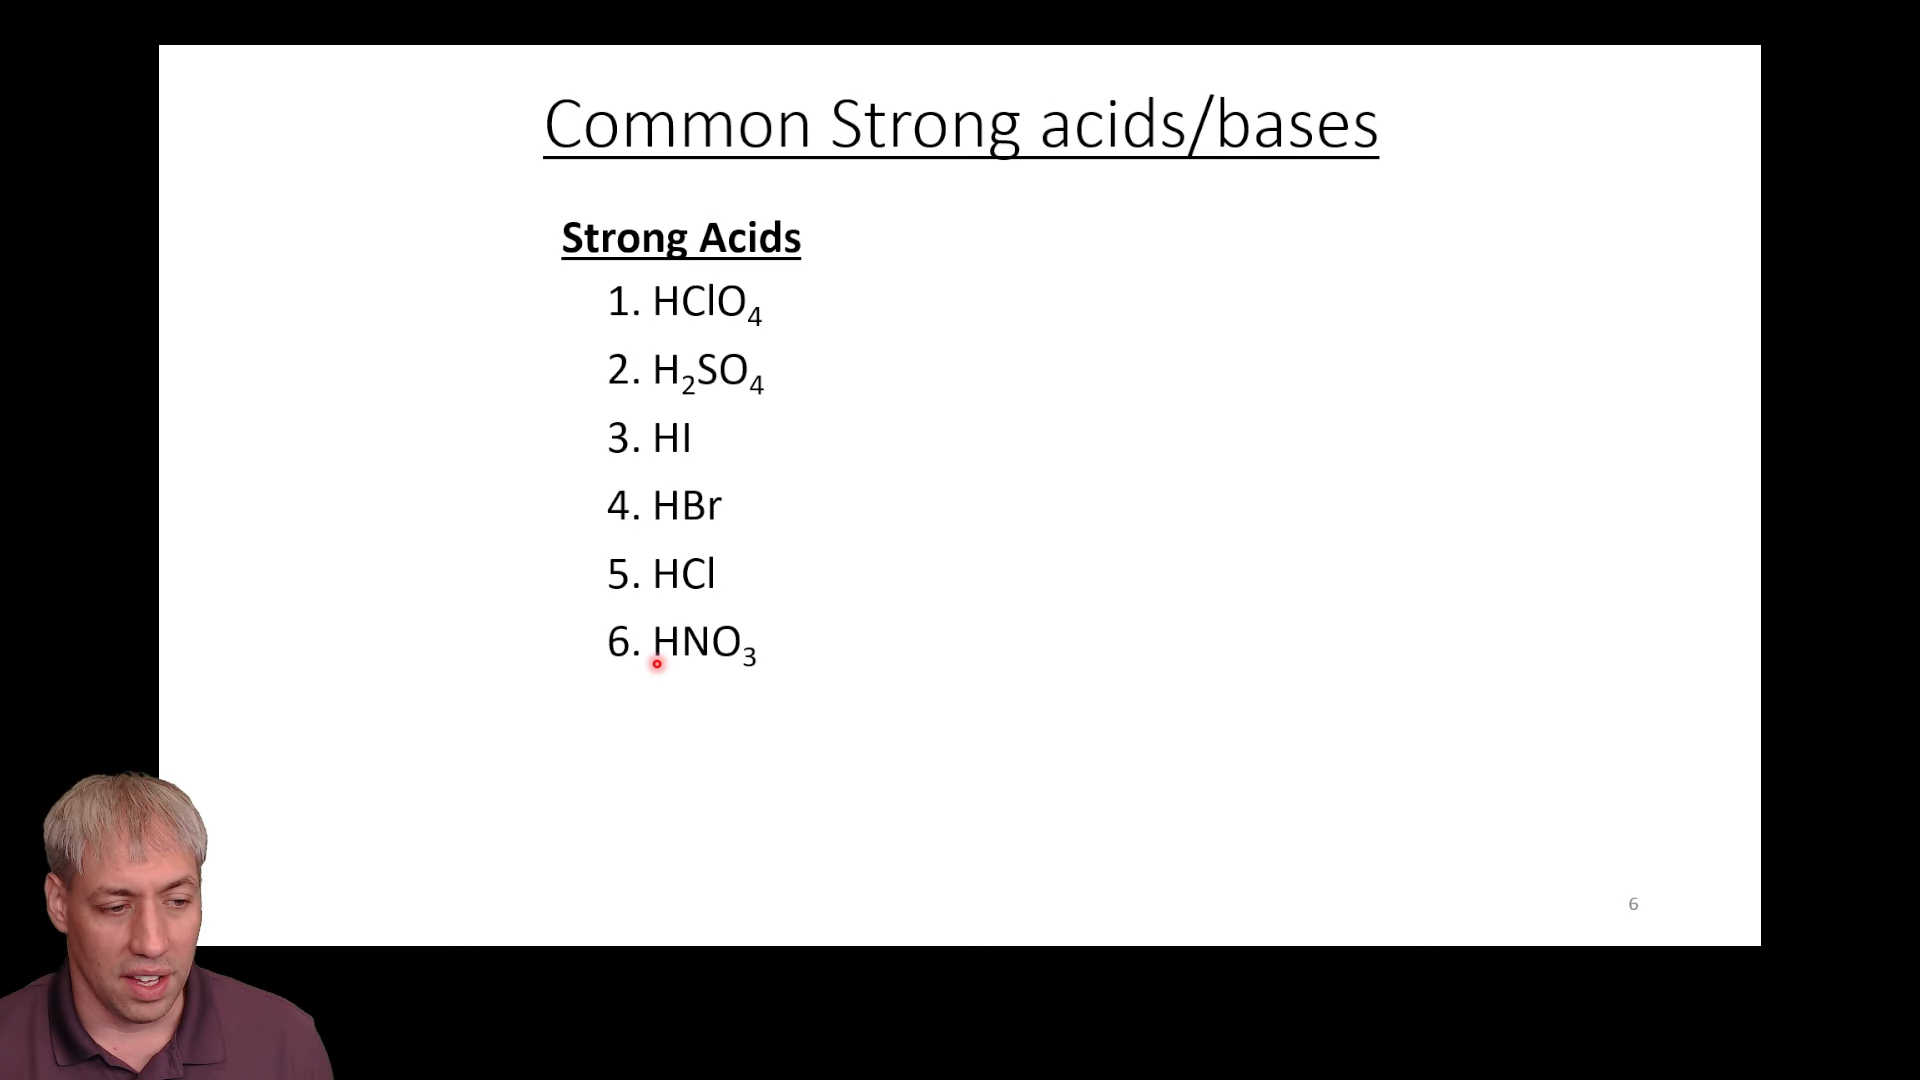 Common Strong acids/bases
Strong Acids
1. HClO₄
2. H₂SO₄
3. HI
4. HBr
5. HCl
6. HNO₃
6